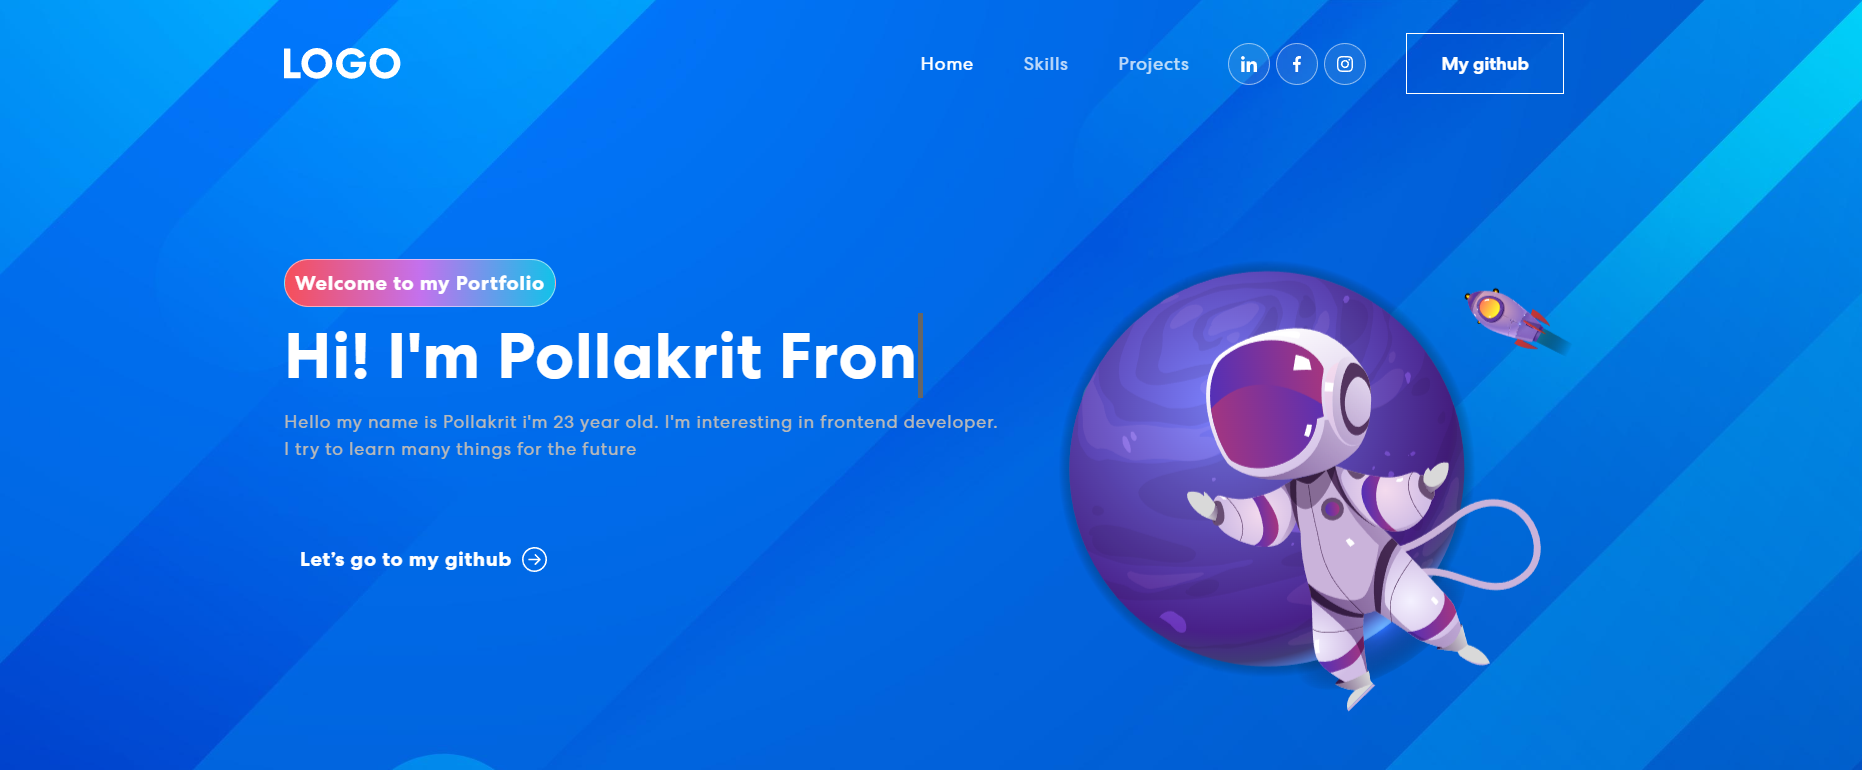 LOGO
Home Skills Projects in f My github
Welcome to my Portfolio
Hi! I'm Pollakrit Fron
Hello my name is Pollakrit i'm 23 year old. I'm interesting in frontend developer.
I try to learn many things for the future
Let’s go to my github